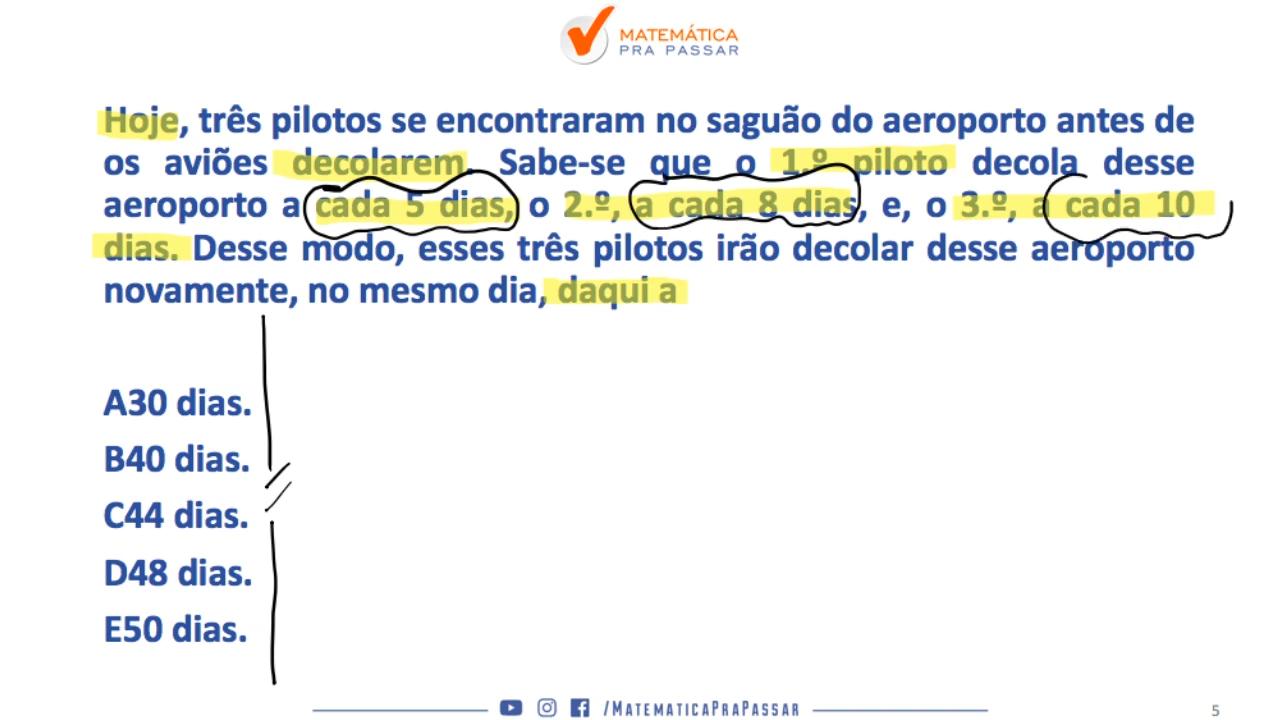 MATEMÁTICA
PRA PASSAR
Hoje, três pilotos se encontraram no saguão do aeroporto antes de
os aviões decolarem. Sabe-se que o 1.º piloto decola desse
aeroporto a cada 5 dias, o 2.º, a cada 8 dias, e, o 3.º, a cada 10
dias. Desse modo, esses três pilotos irão decolar desse aeroporto
novamente, no mesmo dia, daqui a
A30 dias.
B40 dias.
C44 dias.
D48 dias.
E50 dias.
/MATEMATICAPRAPASSAR
5